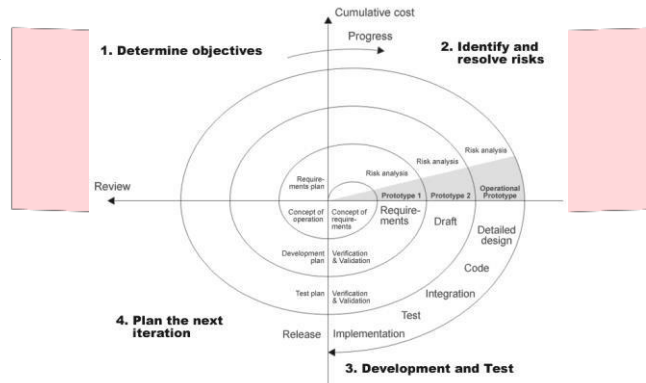 Cumulative cost
Progress
1. Determine objectives
2. Identify and
resolve risks
Risk analysis
Risk analysis
Risk analysis
Require-
ments plan
Prototype 1
Prototype 2
Operational
Prototype
Review
Concept of
operation
Concept of
require-
ments
Require-
ments
Draft
Detailed
design
Development
plan
Verification
& Validation
Code
Test plan
Verification
& Validation
Integration
Test
4. Plan the next
iteration
Release
Implementation
3. Development and Test